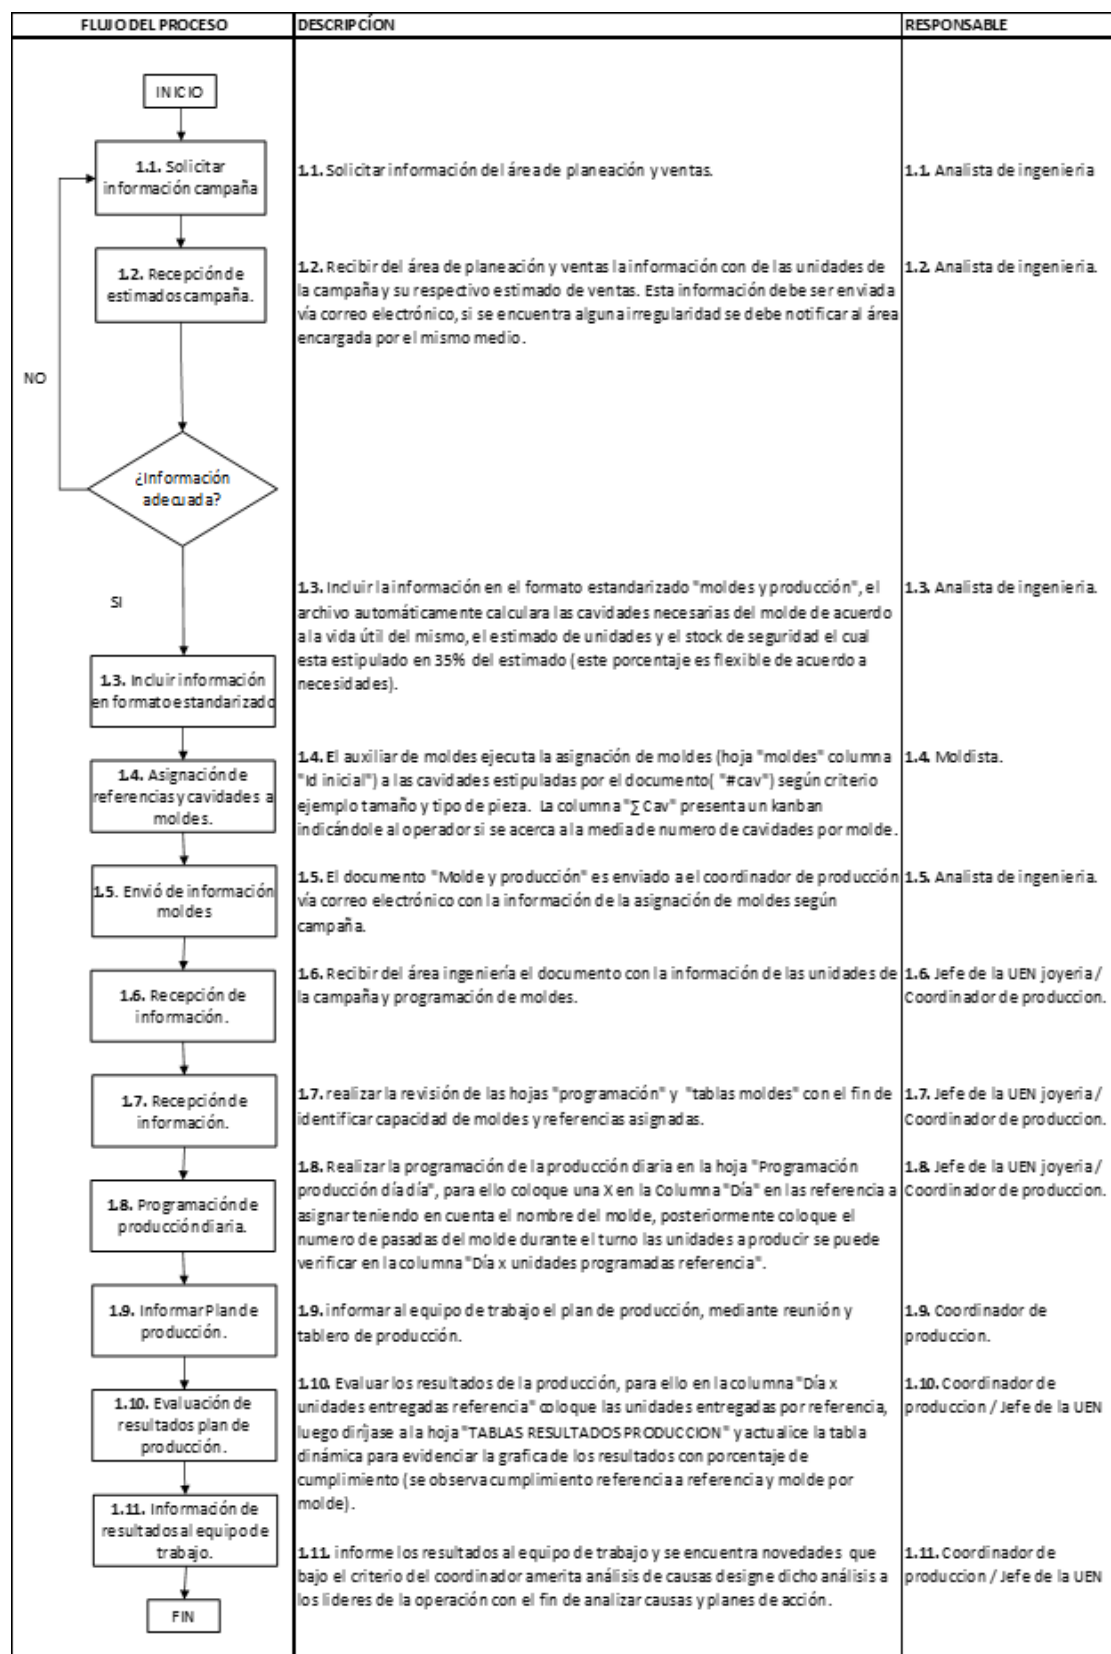 FLUJO DEL PROCESO
DESCRIPCÍON
RESPONSABLE
INICIO
1.1. Solicitar
información campaña
1.1. Solicitar información del área de planeación y ventas.
1.1. Analista de ingenieria
1.2. Recepción de
estimados campaña.
1.2. Recibir del área de planeación y ventas la información con de las unidades de
la campaña y su respectivo estimado de ventas. Esta información debe ser enviada
vía correo electrónico, si se encuentra alguna irregularidad se debe notificar al área
encargada por el mismo medio.
1.2. Analista de ingenieria.
NO
¿Información
adecuada?
SI
1.3. Incluir información
en formato estandarizado
1.3. Incluir la información en el formato estandarizado "moldes y producción", el
archivo automáticamente calculara las cavidades necesarias del molde de acuerdo
a la vida útil del mismo, el estimado de unidades y el stock de seguridad el cual
esta estipulado en 35% del estimado (este porcentaje es flexible de acuerdo a
necesidades).
1.3. Analista de ingenieria.
1.4. Asignación de
referencias y cavidades a
moldes.
1.4. El auxiliar de moldes ejecuta la asignación de moldes (hoja "moldes" columna
"Id inicial") a las cavidades estipuladas por el documento( "#cav") según criterio
ejemplo tamaño y tipo de pieza. La columna "∑ Cav" presenta un kanban
indicándole al operador si se acerca a la media de numero de cavidades por molde.
1.4. Moldista.
1.5. Envió de información
moldes
1.5. El documento "Molde y producción" es enviado a el coordinador de producción
vía correo electrónico con la información de la asignación de moldes según
campaña.
1.5. Analista de ingenieria.
1.6. Recepción de
información.
1.6. Recibir del área ingeniería el documento con la información de las unidades de
la campaña y programación de moldes.
1.6. Jefe de la UEN joyeria /
Coordinador de produccion.
1.7. Recepción de
información.
1.7. realizar la revisión de las hojas "programación" y "tablas moldes" con el fin de
identificar capacidad de moldes y referencias asignadas.
1.7. Jefe de la UEN joyeria /
Coordinador de produccion.
1.8. Programación de
producción diaria.
1.8. Realizar la programación de la producción diaria en la hoja "Programación
producción día día", para ello coloque una X en la Columna "Día" en las referencia a
asignar teniendo en cuenta el nombre del molde, posteriormente coloque el
numero de pasadas del molde durante el turno las unidades a producir se puede
verificar en la columna "Día x unidades programadas referencia".
1.8. Jefe de la UEN joyeria /
Coordinador de produccion.
1.9. Informar Plan de
producción.
1.9. informar al equipo de trabajo el plan de producción, mediante reunión y
tablero de producción.
1.9. Coordinador de
produccion.
1.10. Evaluación de
resultados plan de
producción.
1.10. Evaluar los resultados de la producción, para ello en la columna "Día x
unidades entregadas referencia" coloque las unidades entregadas por referencia,
luego diríjase a la hoja "TABLAS RESULTADOS PRODUCCION" y actualice la tabla
dinámica para evidenciar la grafica de los resultados con porcentaje de
cumplimiento (se observa cumplimiento referencia a referencia y molde por
molde).
1.10. Coordinador de
produccion / Jefe de la UEN
1.11. Información de
resultados al equipo de
trabajo.
1.11. informe los resultados al equipo de trabajo y se encuentra novedades que
bajo el criterio del coordinador amerita análisis de causas designe dicho análisis a
los lideres de la operación con el fin de analizar causas y planes de acción.
1.11. Coordinador de
produccion / Jefe de la UEN
FIN